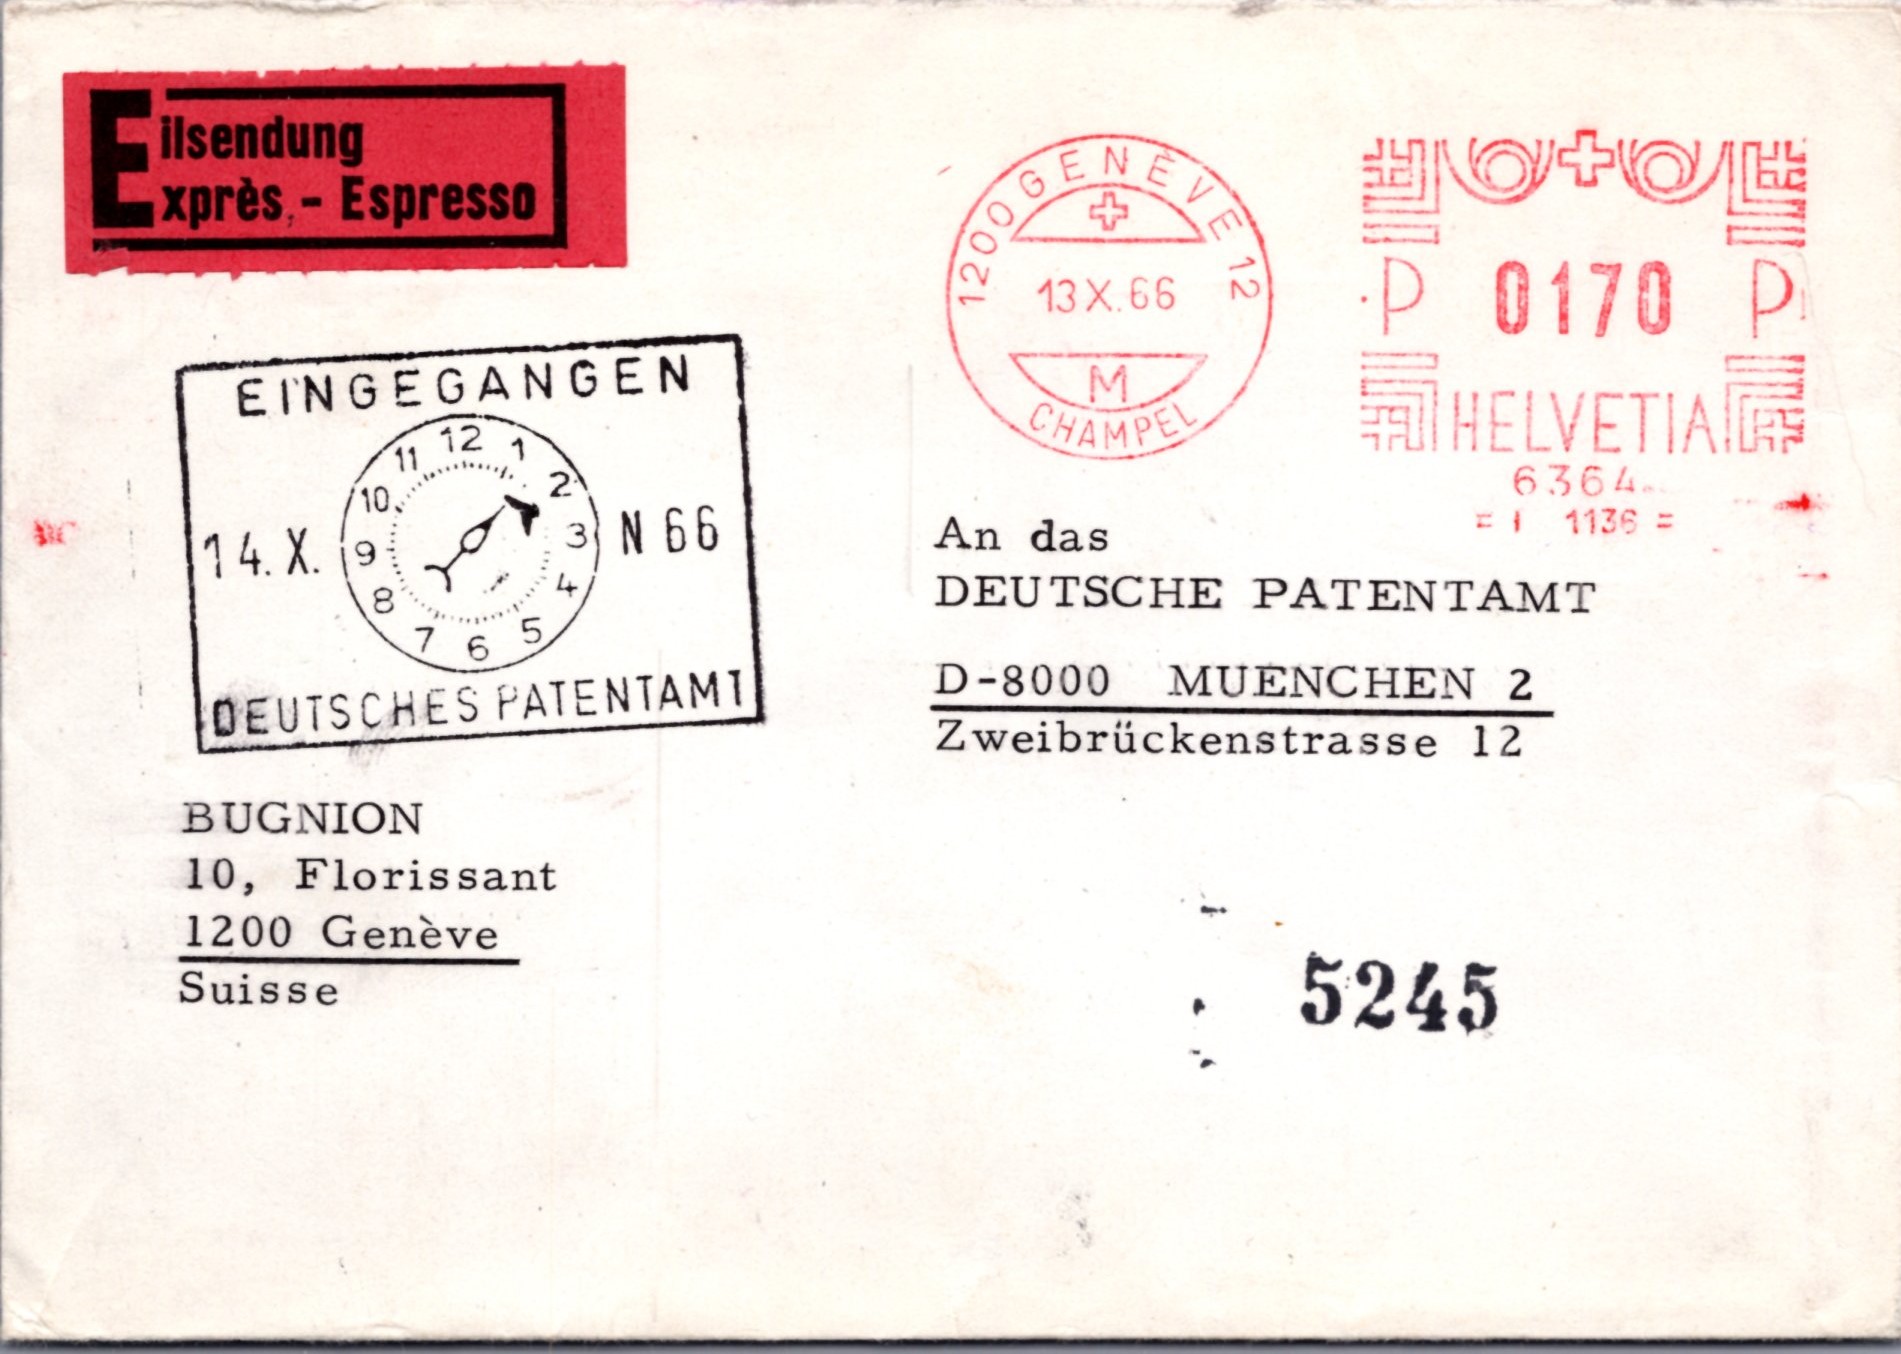 Eilsendung
Exprès - Espresso
1200 GENÈVE 12
13 X. 66
M
CHAMPEL
P 0170 P
HELVETIA
6364
= I 1136 =
EINGEGANGEN
12
1
2
3
4
5
6
7
8
9
10
11
14. X. N 66
DEUTSCHES PATENTAMT
An das
DEUTSCHE PATENTAMT
D-8000 MUENCHEN 2
Zweibrückenstrasse 12
BUGNION
10, Florissant
1200 Genève
Suisse
5245